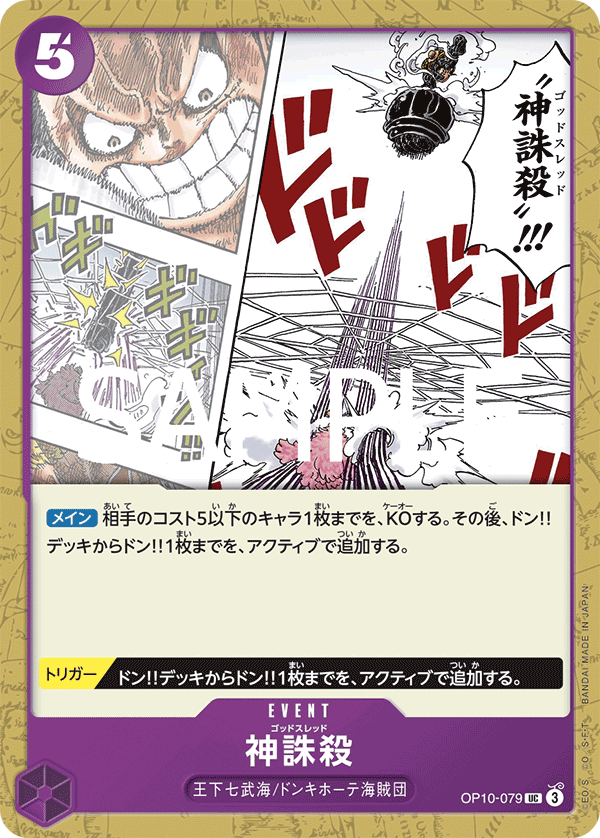 5
ゴッドスレッド
“神誅殺”!!!
ドドドド
ギギギギ
SAMPLE
メイン 相手のコスト5以下のキャラ1枚までを、KOする。その後、ドン!!
デッキからドン!!1枚までを、アクティブで追加する。
トリガー ドン!!デッキからドン!!1枚までを、アクティブで追加する。
EVENT
ゴッドスレッド
神誅殺
王下七武海/ドンキホーテ海賊団
OP10-079 UC 3
©E.O. S. ©O. S-F-T. BANDAI MADE IN JAPAN